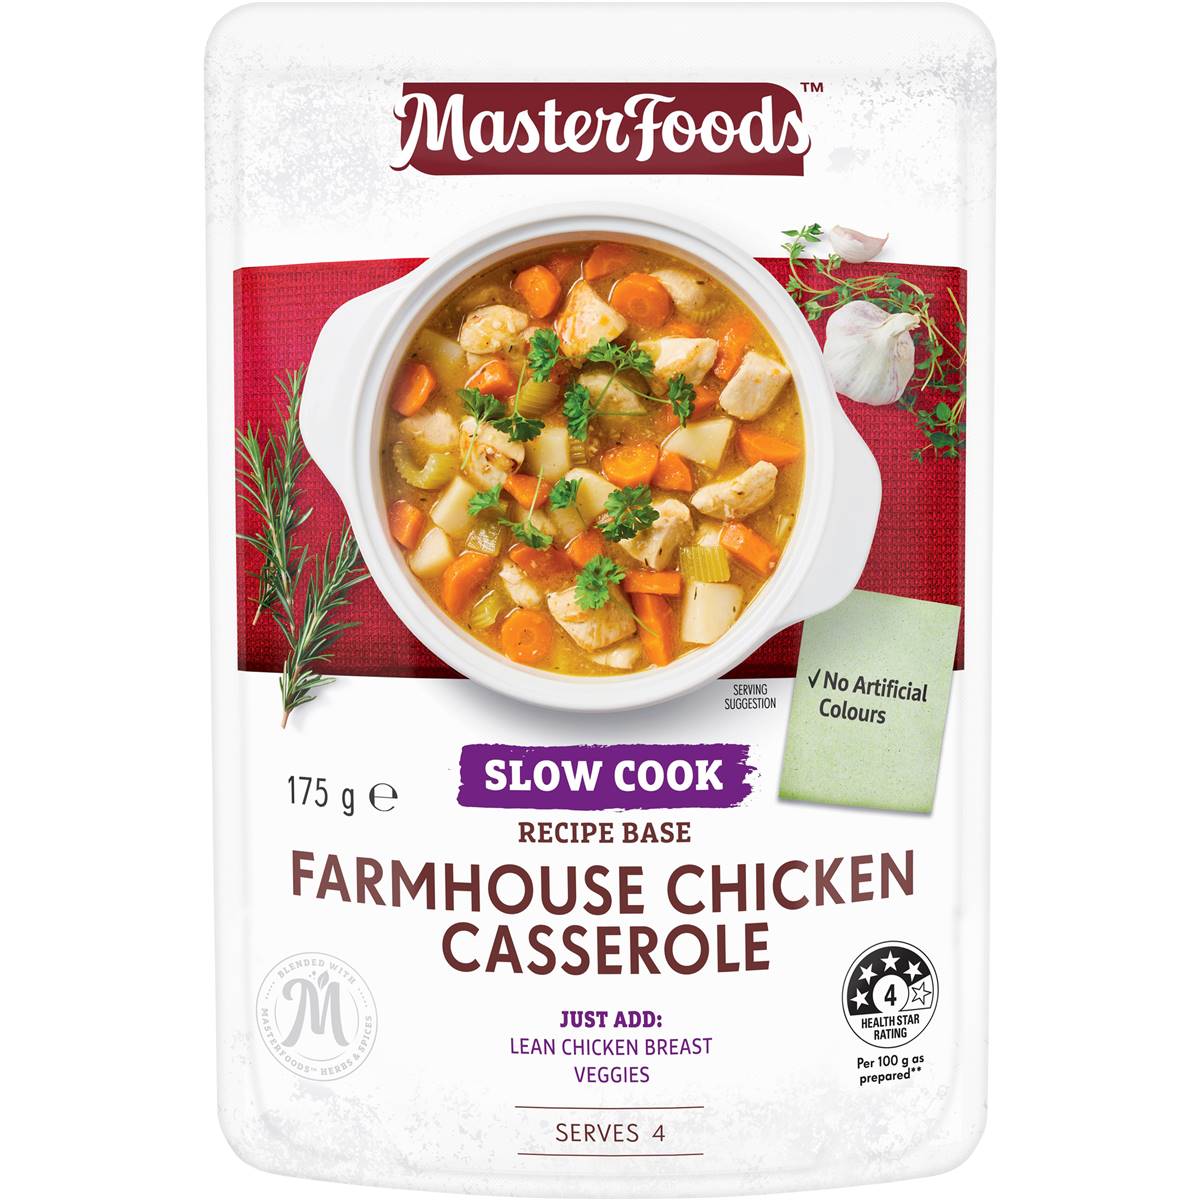 MasterFoods™
✓ No Artificial
Colours
SERVING
SUGGESTION
175 g ℮
SLOW COOK
RECIPE BASE
FARMHOUSE CHICKEN
CASSEROLE
BLENDED WITH
M
MASTERFOODS™ HERBS & SPICES
JUST ADD:
LEAN CHICKEN BREAST
VEGGIES
4
HEALTH STAR
RATING
Per 100 g as
prepared**
SERVES 4